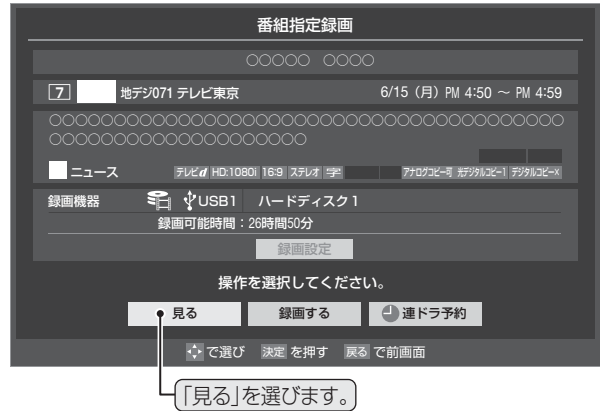 番組指定録画
○○○○○ ○○○○
7 地デジ071 テレビ東京 6/15 (月) PM 4:50 ～ PM 4:59
○○○○○○○○○○○○○○○○○○○○○○○○○○○○○○○○○○○○○○○○
○○○○○○○○○○○○○○○○○○○○
ニュース テレビd HD:1080i 16:9 ステレオ 字 アナログコピー可 光デジタルコピー1 デジタルコピー×
録画機器 USB1 ハードディスク1
録画可能時間：26時間50分
録画設定
操作を選択してください。
見る 録画する 連ドラ予約
で選び 決定 を押す 戻る で前画面
「見る」を選びます。